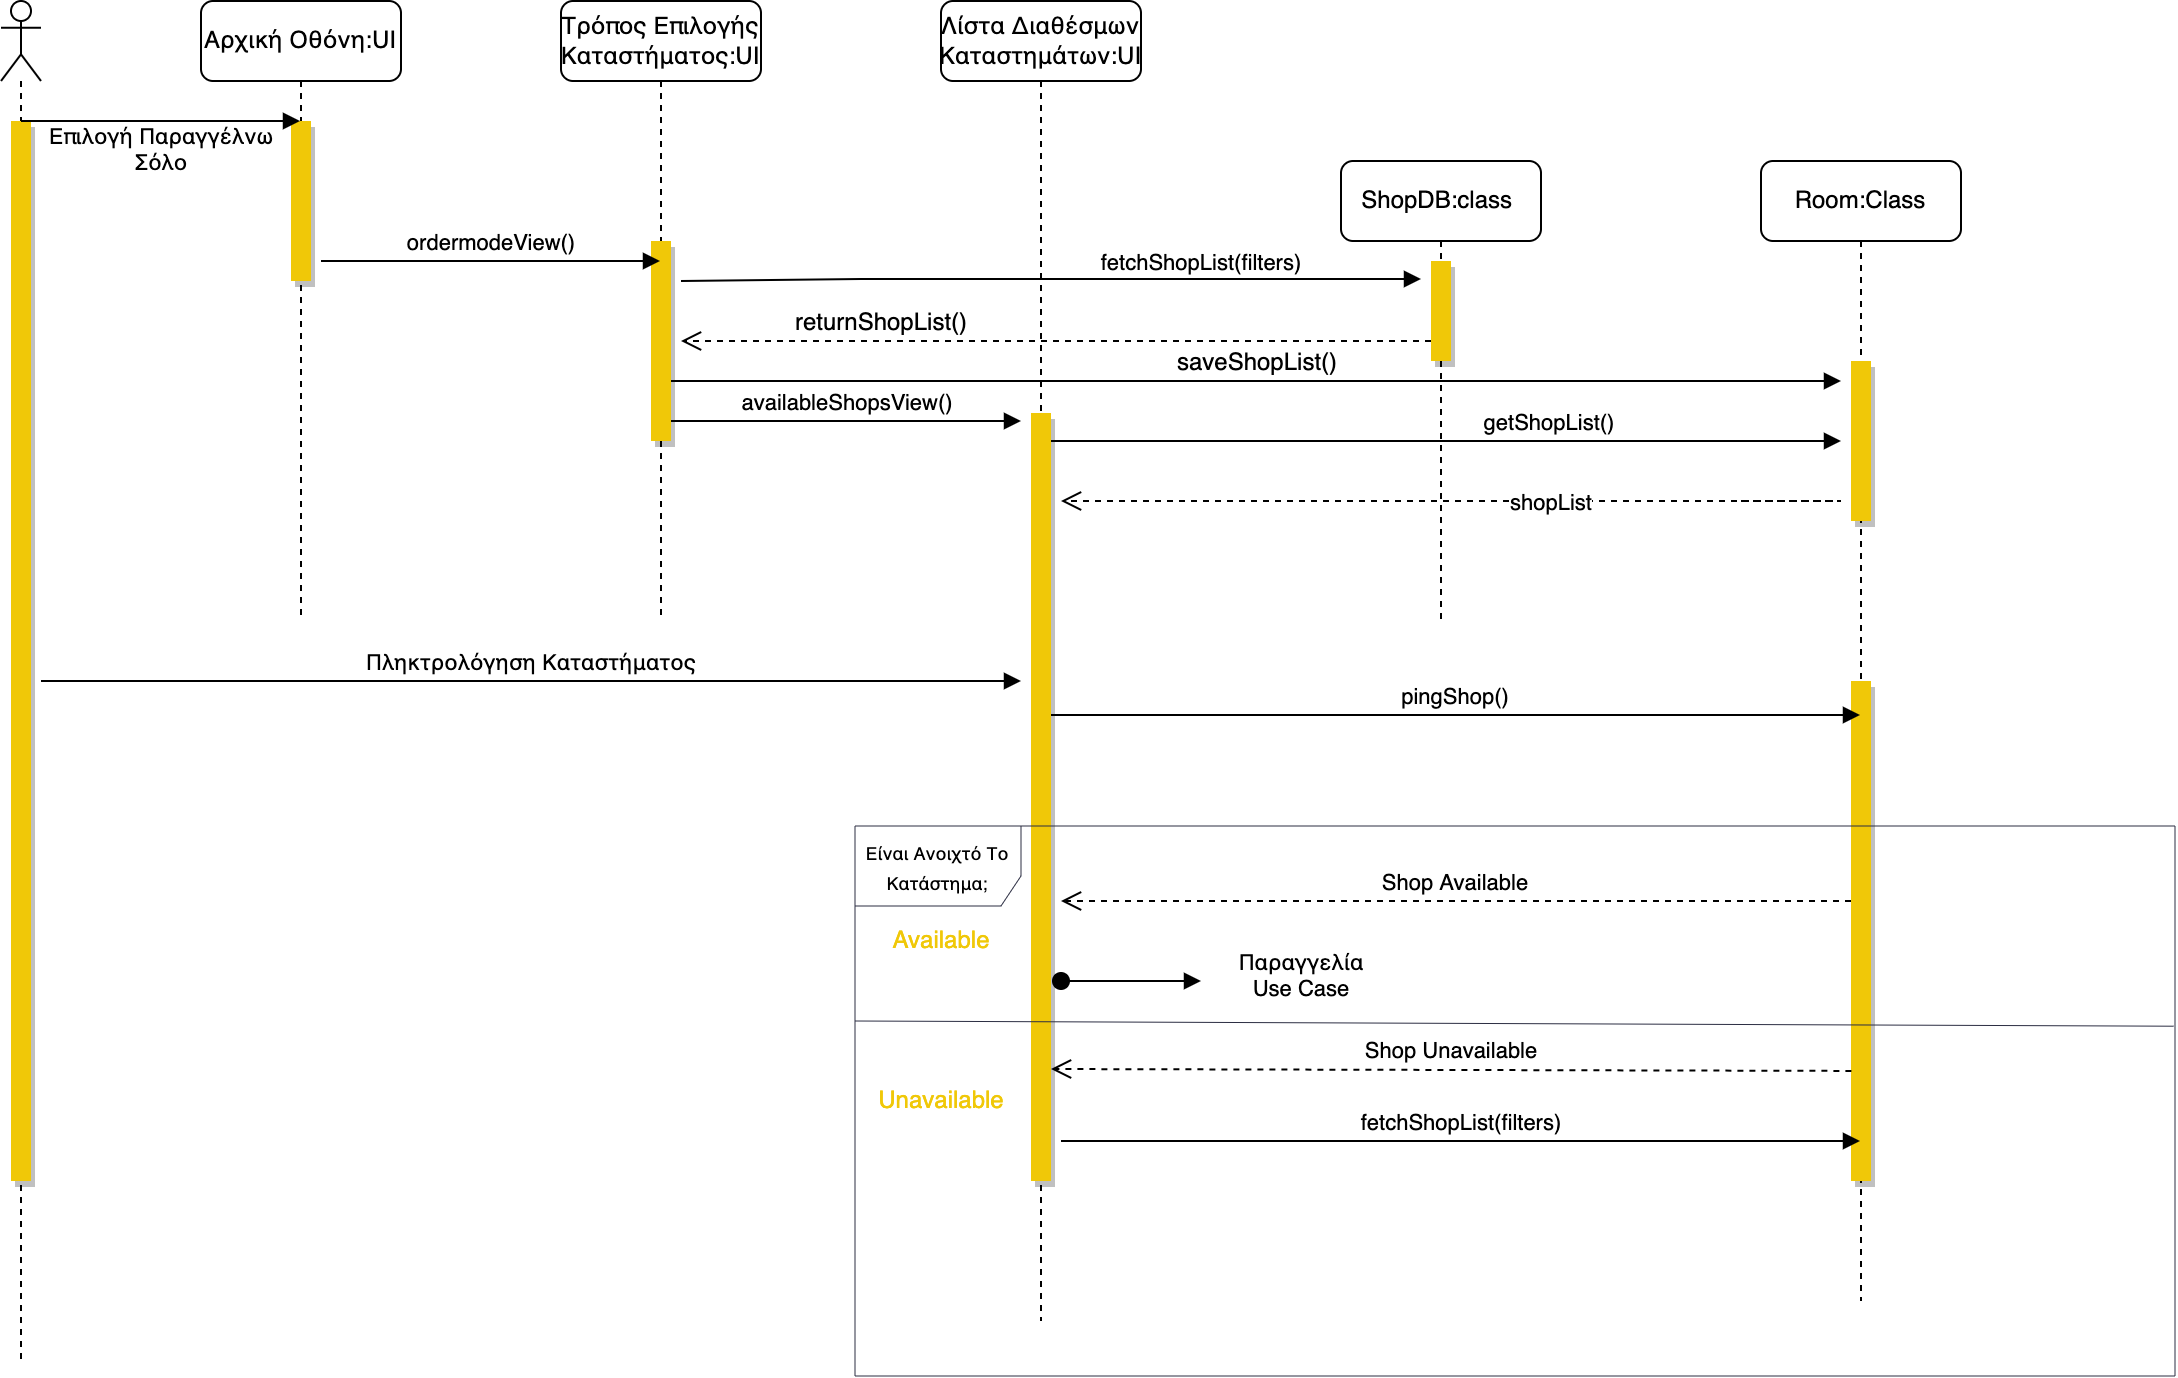 Αρχική Οθόνη:UI
Τρόπος Επιλογής
Καταστήματος:UI
Λίστα Διαθέσμων
Καταστημάτων:UI
Επιλογή Παραγγέλνω
Σόλο
ShopDB:class
Room:Class
ordermodeView()
fetchShopList(filters)
returnShopList()
saveShopList()
availableShopsView()
getShopList()
shopList
Πληκτρολόγηση Καταστήματος
pingShop()
Είναι Ανοιχτό Το
Κατάστημα;
Shop Available
Available
Παραγγελία
Use Case
Shop Unavailable
Unavailable
fetchShopList(filters)